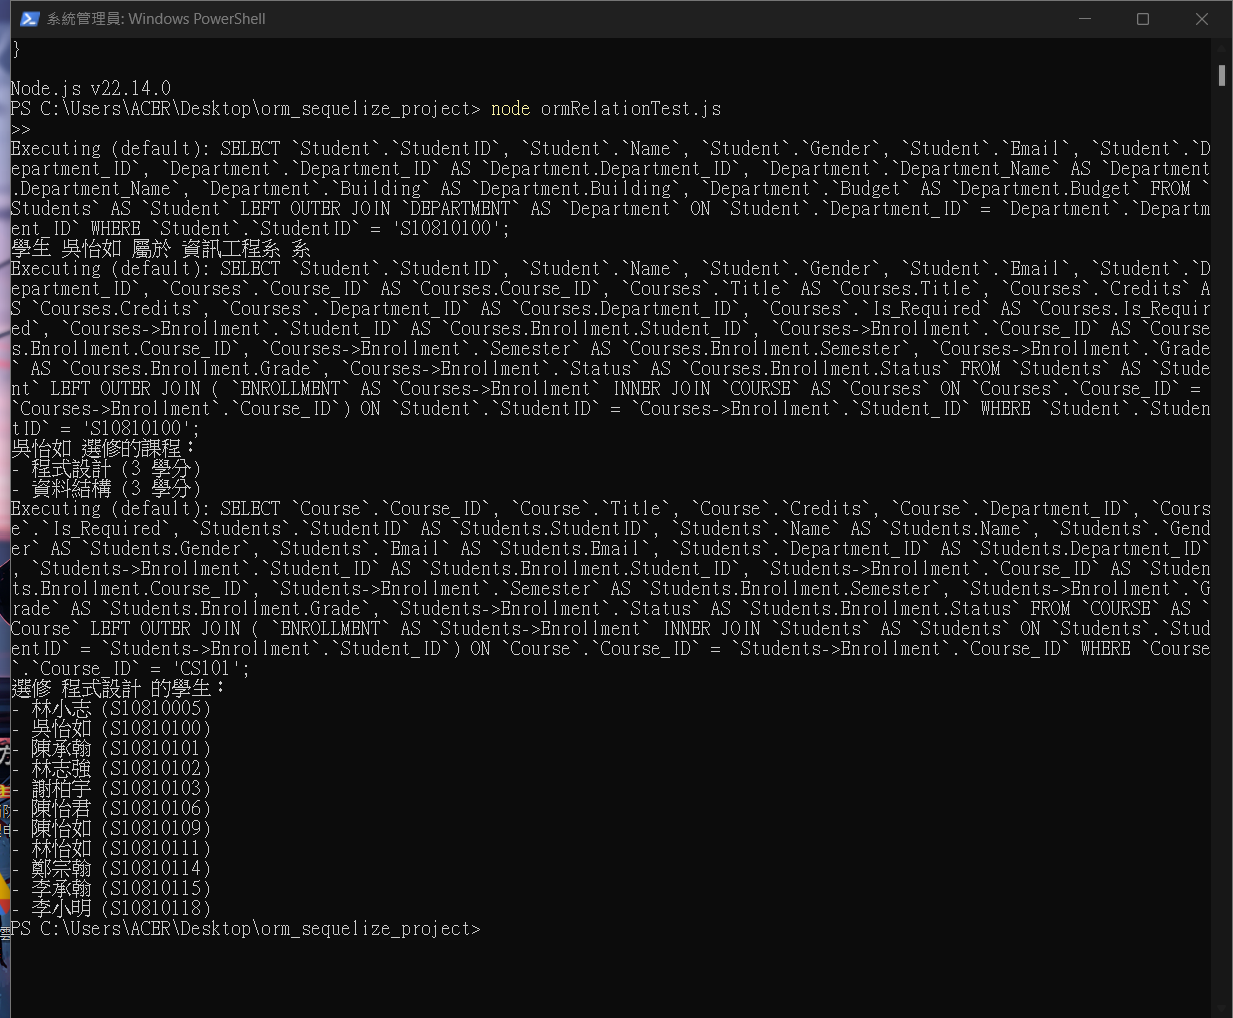 系統管理員: Windows PowerShell
}
Node.js v22.14.0
PS C:\Users\ACER\Desktop\orm_sequelize_project> node ormRelationTest.js
>>
Executing (default): SELECT `Student`.`StudentID`, `Student`.`Name`, `Student`.`Gender`, `Student`.`Email`, `Student`.`D
epartment_ID`, `Department`.`Department_ID` AS `Department.Department_ID`, `Department`.`Department_Name` AS `Department
.Department_Name`, `Department`.`Building` AS `Department.Building`, `Department`.`Budget` AS `Department.Budget` FROM `
Students` AS `Student` LEFT OUTER JOIN `DEPARTMENT` AS `Department` ON `Student`.`Department_ID` = `Department`.`Departm
ent_ID` WHERE `Student`.`StudentID` = 'S10810100';
學生 吳怡如 屬於 資訊工程系 系
Executing (default): SELECT `Student`.`StudentID`, `Student`.`Name`, `Student`.`Gender`, `Student`.`Email`, `Student`.`D
epartment_ID`, `Courses`.`Course_ID` AS `Courses.Course_ID`, `Courses`.`Title` AS `Courses.Title`, `Courses`.`Credits` A
S `Courses.Credits`, `Courses`.`Department_ID` AS `Courses.Department_ID`, `Courses`.`Is_Required` AS `Courses.Is_Requir
ed`, `Courses->Enrollment`.`Student_ID` AS `Courses.Enrollment.Student_ID`, `Courses->Enrollment`.`Course_ID` AS `Course
s.Enrollment.Course_ID`, `Courses->Enrollment`.`Semester` AS `Courses.Enrollment.Semester`, `Courses->Enrollment`.`Grade
` AS `Courses.Enrollment.Grade`, `Courses->Enrollment`.`Status` AS `Courses.Enrollment.Status` FROM `Students` AS `Stude
nt` LEFT OUTER JOIN ( `ENROLLMENT` AS `Courses->Enrollment` INNER JOIN `COURSE` AS `Courses` ON `Courses`.`Course_ID` =
`Courses->Enrollment`.`Course_ID`) ON `Student`.`StudentID` = `Courses->Enrollment`.`Student_ID` WHERE `Student`.`Studen
tID` = 'S10810100';
吳怡如 選修的課程：
- 程式設計 (3 學分)
- 資料結構 (3 學分)
Executing (default): SELECT `Course`.`Course_ID`, `Course`.`Title`, `Course`.`Credits`, `Course`.`Department_ID`, `Cours
e`.`Is_Required`, `Students`.`StudentID` AS `Students.StudentID`, `Students`.`Name` AS `Students.Name`, `Students`.`Gend
er` AS `Students.Gender`, `Students`.`Email` AS `Students.Email`, `Students`.`Department_ID` AS `Students.Department_ID`
, `Students->Enrollment`.`Student_ID` AS `Students.Enrollment.Student_ID`, `Students->Enrollment`.`Course_ID` AS `Studen
ts.Enrollment.Course_ID`, `Students->Enrollment`.`Semester` AS `Students.Enrollment.Semester`, `Students->Enrollment`.`G
rade` AS `Students.Enrollment.Grade`, `Students->Enrollment`.`Status` AS `Students.Enrollment.Status` FROM `COURSE` AS `
Course` LEFT OUTER JOIN ( `ENROLLMENT` AS `Students->Enrollment` INNER JOIN `Students` AS `Students` ON `Students`.`Stud
entID` = `Students->Enrollment`.`Student_ID`) ON `Course`.`Course_ID` = `Students->Enrollment`.`Course_ID` WHERE `Course
`.`Course_ID` = 'CS101';
選修 程式設計 的學生：
- 林小志 (S10810005)
- 吳怡如 (S10810100)
- 陳承翰 (S10810101)
- 林志強 (S10810102)
- 謝柏宇 (S10810103)
- 陳怡君 (S10810106)
- 陳怡如 (S10810109)
- 林怡如 (S10810111)
- 鄭宗翰 (S10810114)
- 李承翰 (S10810115)
- 李小明 (S10810118)
PS C:\Users\ACER\Desktop\orm_sequelize_project>